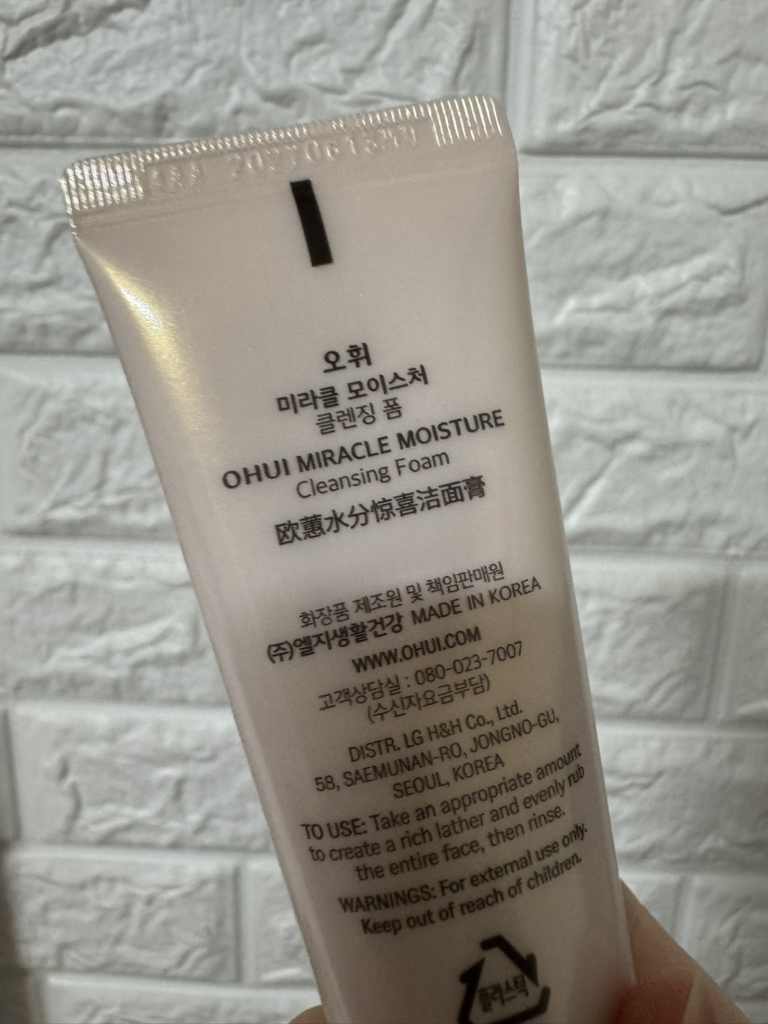 20270618
오휘
미라클 모이스처
클렌징 폼
OHUI MIRACLE MOISTURE
Cleansing Foam
欧蕙水分惊喜洁面膏
화장품 제조원 및 책임판매원
(주)엘지생활건강 MADE IN KOREA
WWW.OHUI.COM
고객상담실 : 080-023-7007
(수신자요금부담)
DISTR. LG H&H Co., Ltd.
58, SAEMUNAN-RO, JONGNO-GU,
SEOUL, KOREA
TO USE: Take an appropriate amount
to create a rich lather and evenly rub
the entire face, then rinse.
WARNINGS: For external use only.
Keep out of reach of children.
플라스틱